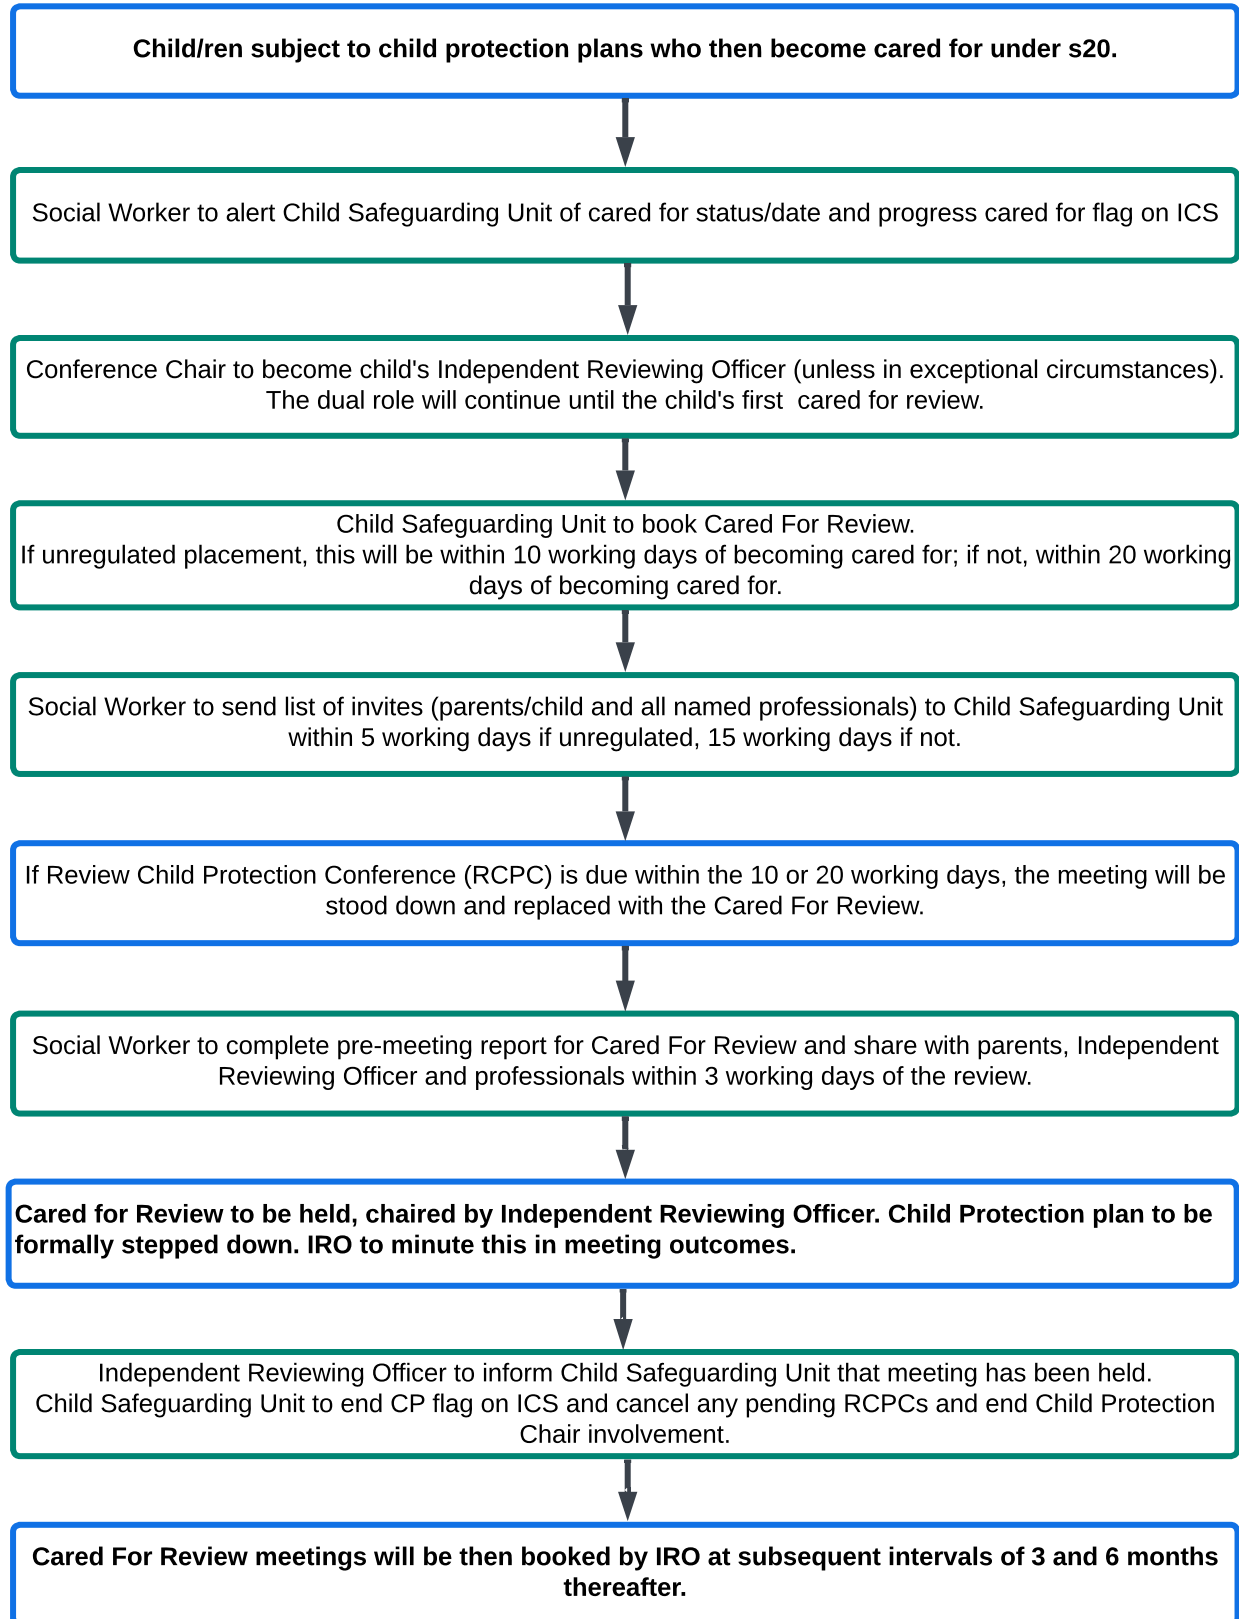 Child/ren subject to child protection plans who then become cared for under s20.
Social Worker to alert Child Safeguarding Unit of cared for status/date and progress cared for flag on ICS
Conference Chair to become child's Independent Reviewing Officer (unless in exceptional circumstances).
The dual role will continue until the child's first  cared for review.
Child Safeguarding Unit to book Cared For Review.
If unregulated placement, this will be within 10 working days of becoming cared for; if not, within 20 working
days of becoming cared for.
Social Worker to send list of invites (parents/child and all named professionals) to Child Safeguarding Unit
within 5 working days if unregulated, 15 working days if not.
If Review Child Protection Conference (RCPC) is due within the 10 or 20 working days, the meeting will be
stood down and replaced with the Cared For Review.
Social Worker to complete pre-meeting report for Cared For Review and share with parents, Independent
Reviewing Officer and professionals within 3 working days of the review.
Cared for Review to be held, chaired by Independent Reviewing Officer. Child Protection plan to be
formally stepped down. IRO to minute this in meeting outcomes.
Independent Reviewing Officer to inform Child Safeguarding Unit that meeting has been held.
Child Safeguarding Unit to end CP flag on ICS and cancel any pending RCPCs and end Child Protection
Chair involvement.
Cared For Review meetings will be then booked by IRO at subsequent intervals of 3 and 6 months
thereafter.